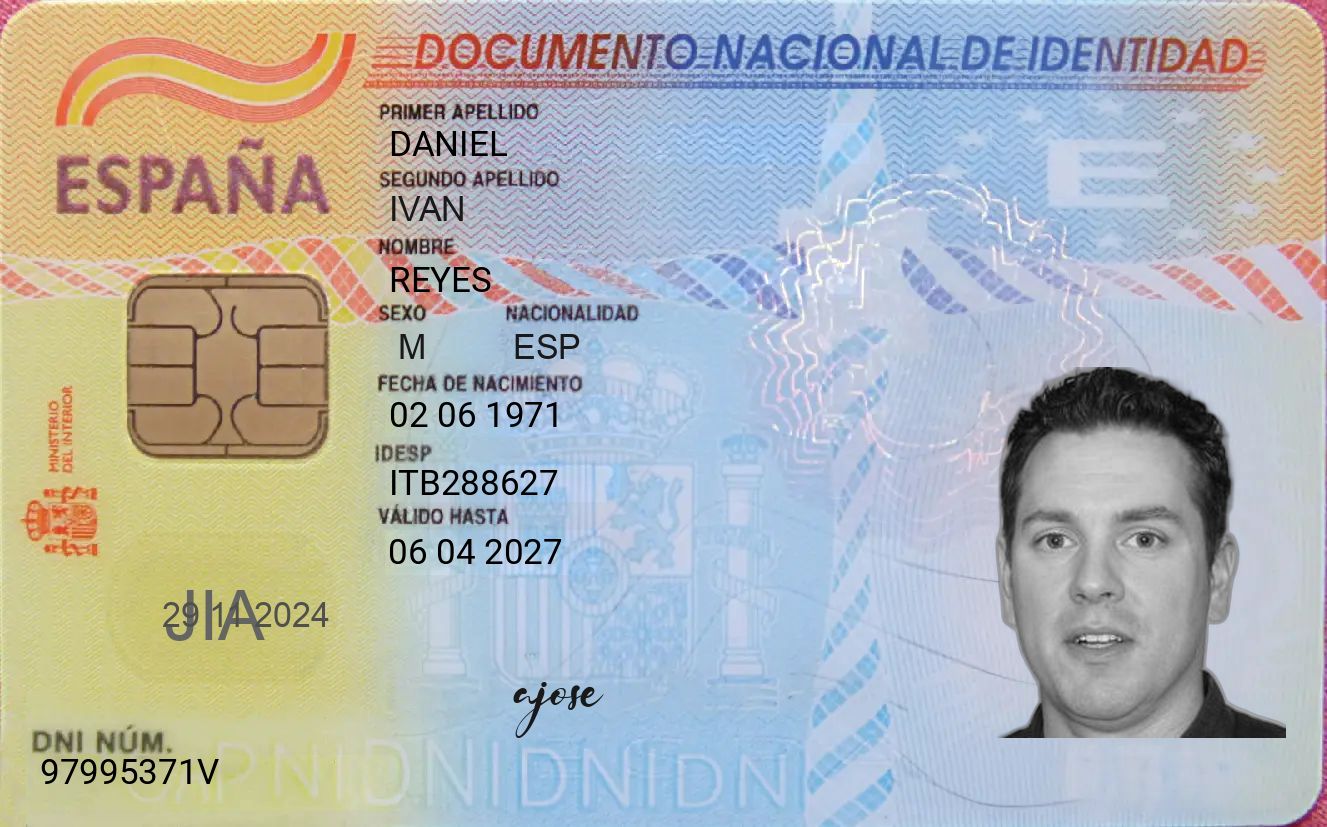 DOCUMENTO NACIONAL DE IDENTIDAD
ESPAÑA
PRIMER APELLIDO
DANIEL
SEGUNDO APELLIDO
IVAN
NOMBRE
REYES
SEXO NACIONALIDAD
M ESP
FECHA DE NACIMIENTO
02 06 1971
IDESP
ITB288627
VÁLIDO HASTA
06 04 2027
MINISTERIO
DEL INTERIOR
E
29 11 2024
JIA
ajose
DNI NÚM.
97995371V
DNIDNIDNIDNI